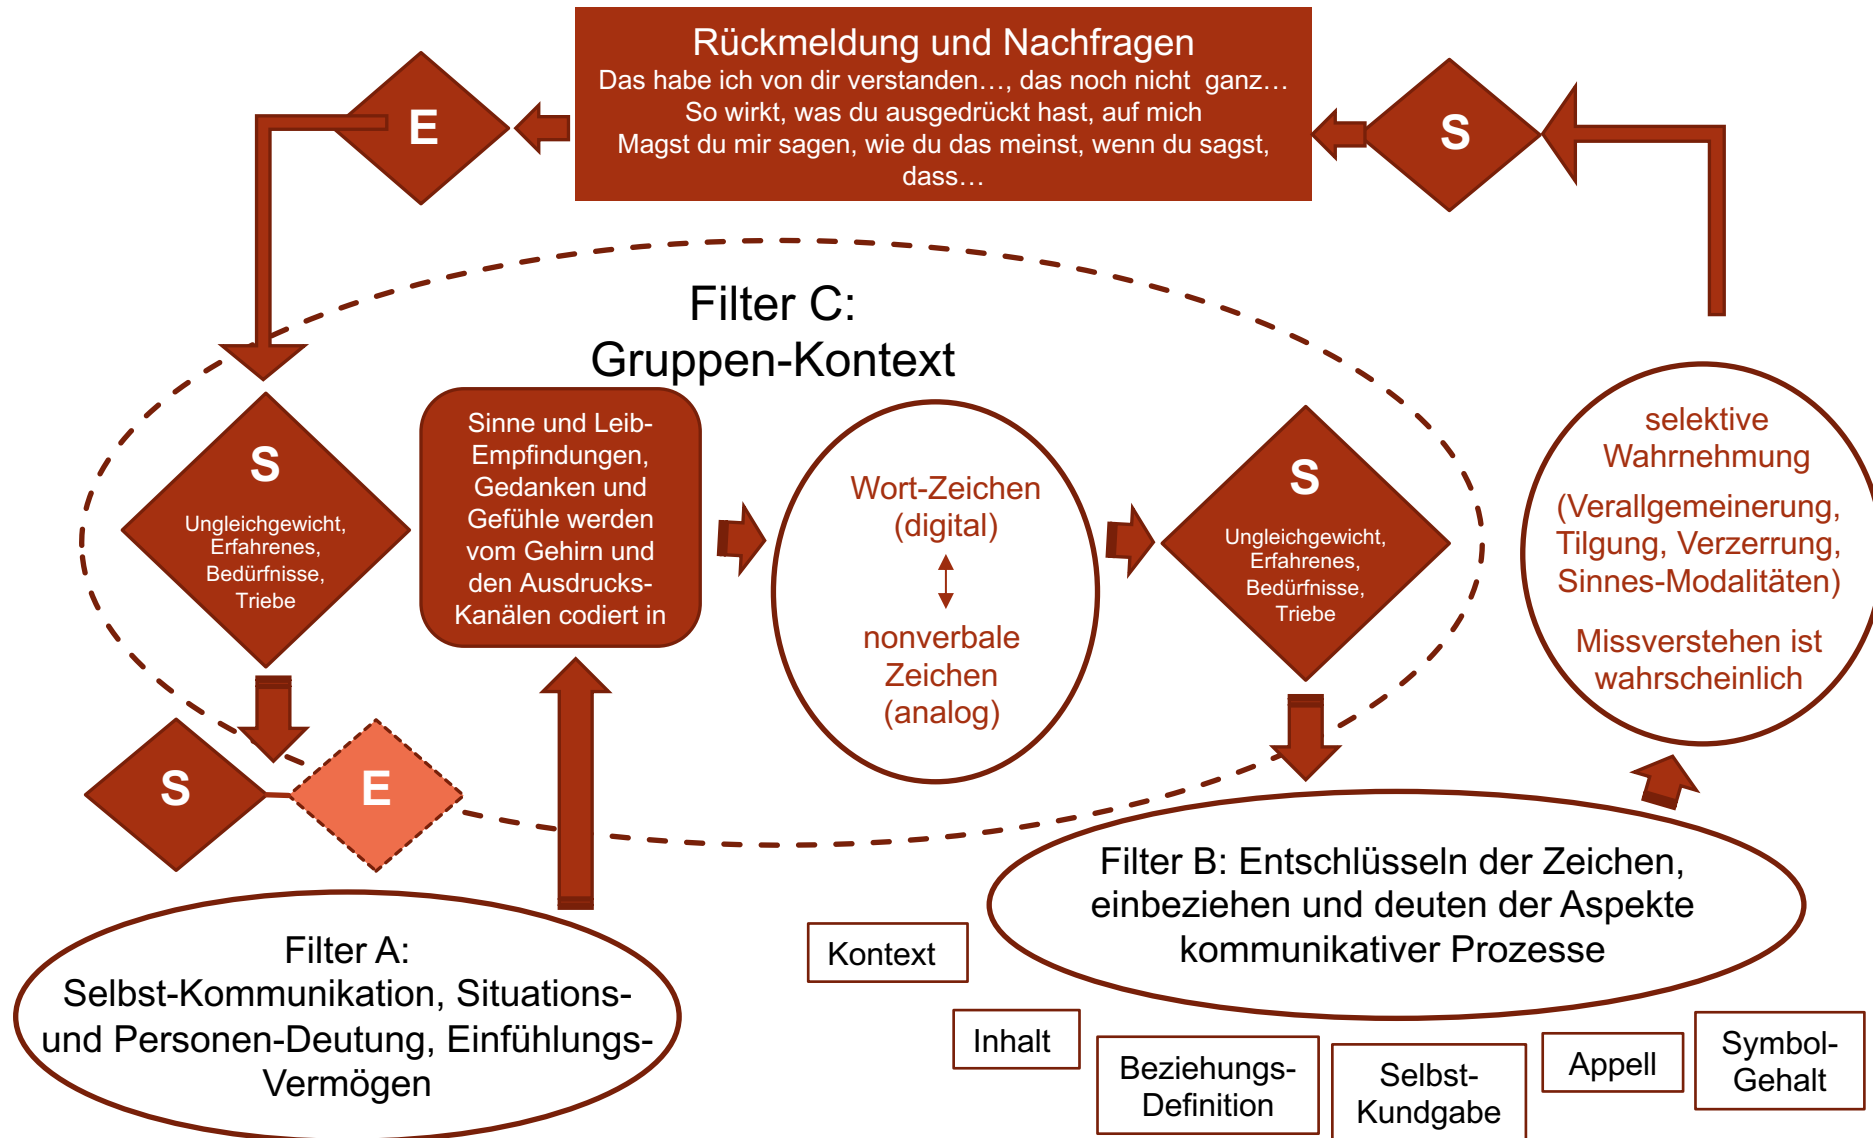 Rückmeldung und Nachfragen
Das habe ich von dir verstanden…, das noch nicht ganz…
So wirkt, was du ausgedrückt hast, auf mich
Magst du mir sagen, wie du das meinst, wenn du sagst,
dass…
E
S
Filter C:
Gruppen-Kontext
S
Ungleichgewicht,
Erfahrenes,
Bedürfnisse,
Triebe
Sinne und Leib-
Empfindungen,
Gedanken und
Gefühle werden
vom Gehirn und
den Ausdrucks-
Kanälen codiert in
Wort-Zeichen
(digital)
nonverbale
Zeichen
(analog)
S
Ungleichgewicht,
Erfahrenes,
Bedürfnisse,
Triebe
selektive
Wahrnehmung
(Verallgemeinerung,
Tilgung, Verzerrung,
Sinnes-Modalitäten)
Missverstehen ist
wahrscheinlich
S
E
Filter A:
Selbst-Kommunikation, Situations-
und Personen-Deutung, Einfühlungs-
Vermögen
Filter B: Entschlüsseln der Zeichen,
einbeziehen und deuten der Aspekte
kommunikativer Prozesse
Kontext
Inhalt
Beziehungs-
Definition
Selbst-
Kundgabe
Appell
Symbol-
Gehalt